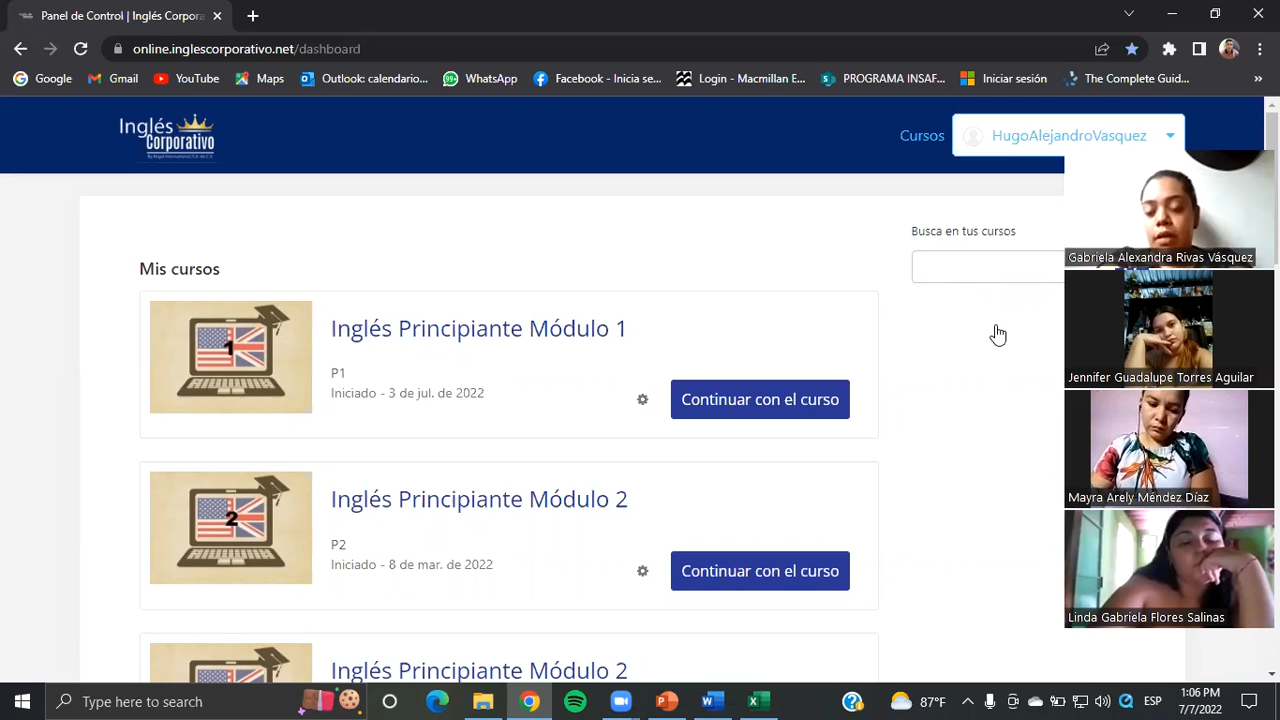 Panel de Control | Inglés Corpor
online.inglescorporativo.net/dashboard
Google Gmail YouTube Maps Outlook: calendario... WhatsApp Facebook - Inicia se... Login - Macmillan E... PROGRAMA INSAF... Iniciar sesión The Complete Guid... »
Inglés
Corporativo
Cursos HugoAlejandroVasquez
Busca en tus cursos
Gabriela Alexandra Rivas Vásquez
Mis cursos
1
Inglés Principiante Módulo 1
P1
Iniciado - 3 de jul. de 2022
Continuar con el curso
Jennifer Guadalupe Torres Aguilar
2
Inglés Principiante Módulo 2
P2
Iniciado - 8 de mar. de 2022
Continuar con el curso
Mayra Arely Méndez Díaz
Linda Gabriela Flores Salinas
Inglés Principiante Módulo 2
Type here to search
87°F
ESP
1:06 PM
7/7/2022